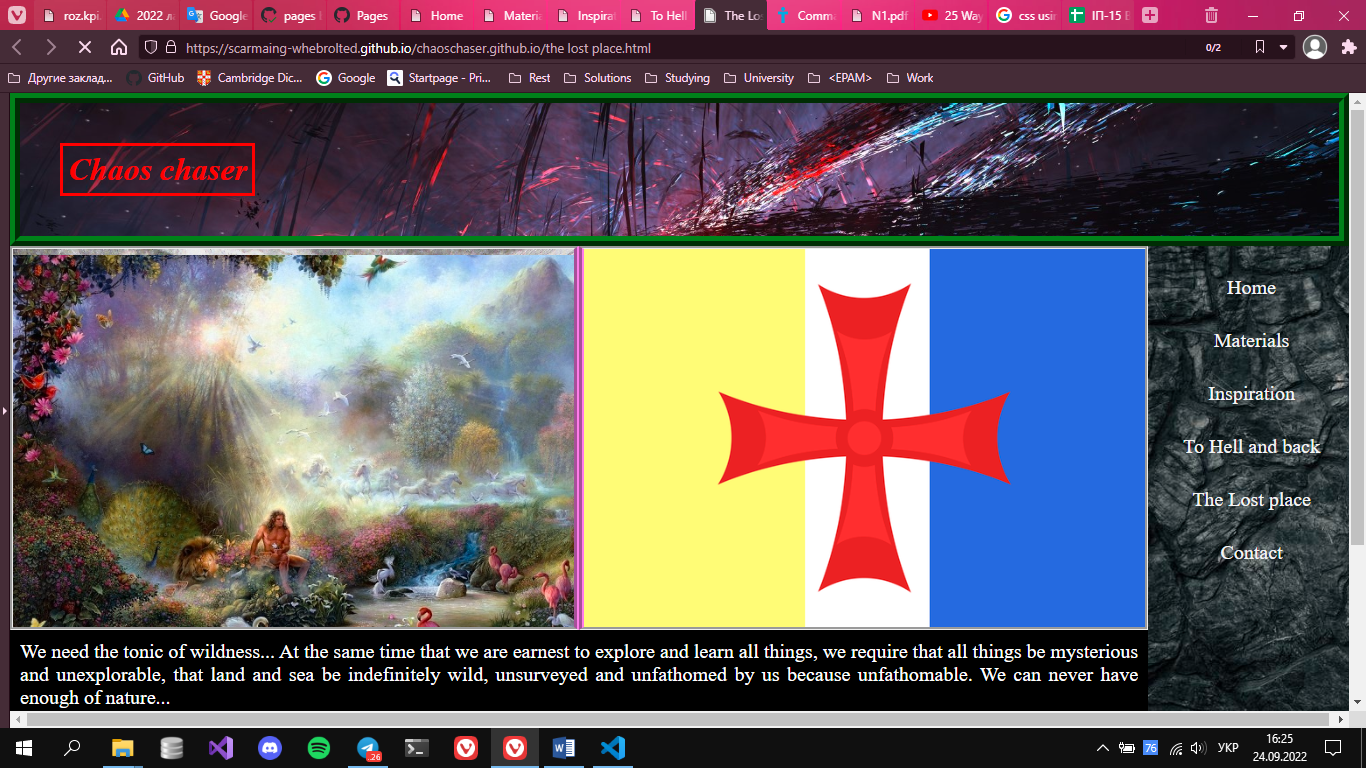 roz.kpi.
2022 л
Google
pages
Pages
Home
Materia
Inspirat
To Hell
The Los
Comma
N1.pdf
25 Way
css usin
ІП-15 В
https://scarmaing-whebrolted.github.io/chaoschaser.github.io/the lost place.html
0/2
Другие заклад...
GitHub
Cambridge Dic...
Google
Startpage - Pri...
Rest
Solutions
Studying
University
<EPAM>
Work
Chaos chaser
Home
Materials
Inspiration
To Hell and back
The Lost place
Contact
We need the tonic of wildness... At the same time that we are earnest to explore and learn all things, we require that all things be mysterious
and unexplorable, that land and sea be indefinitely wild, unsurveyed and unfathomed by us because unfathomable. We can never have
enough of nature...
.26
76
УКР
16:25
24.09.2022